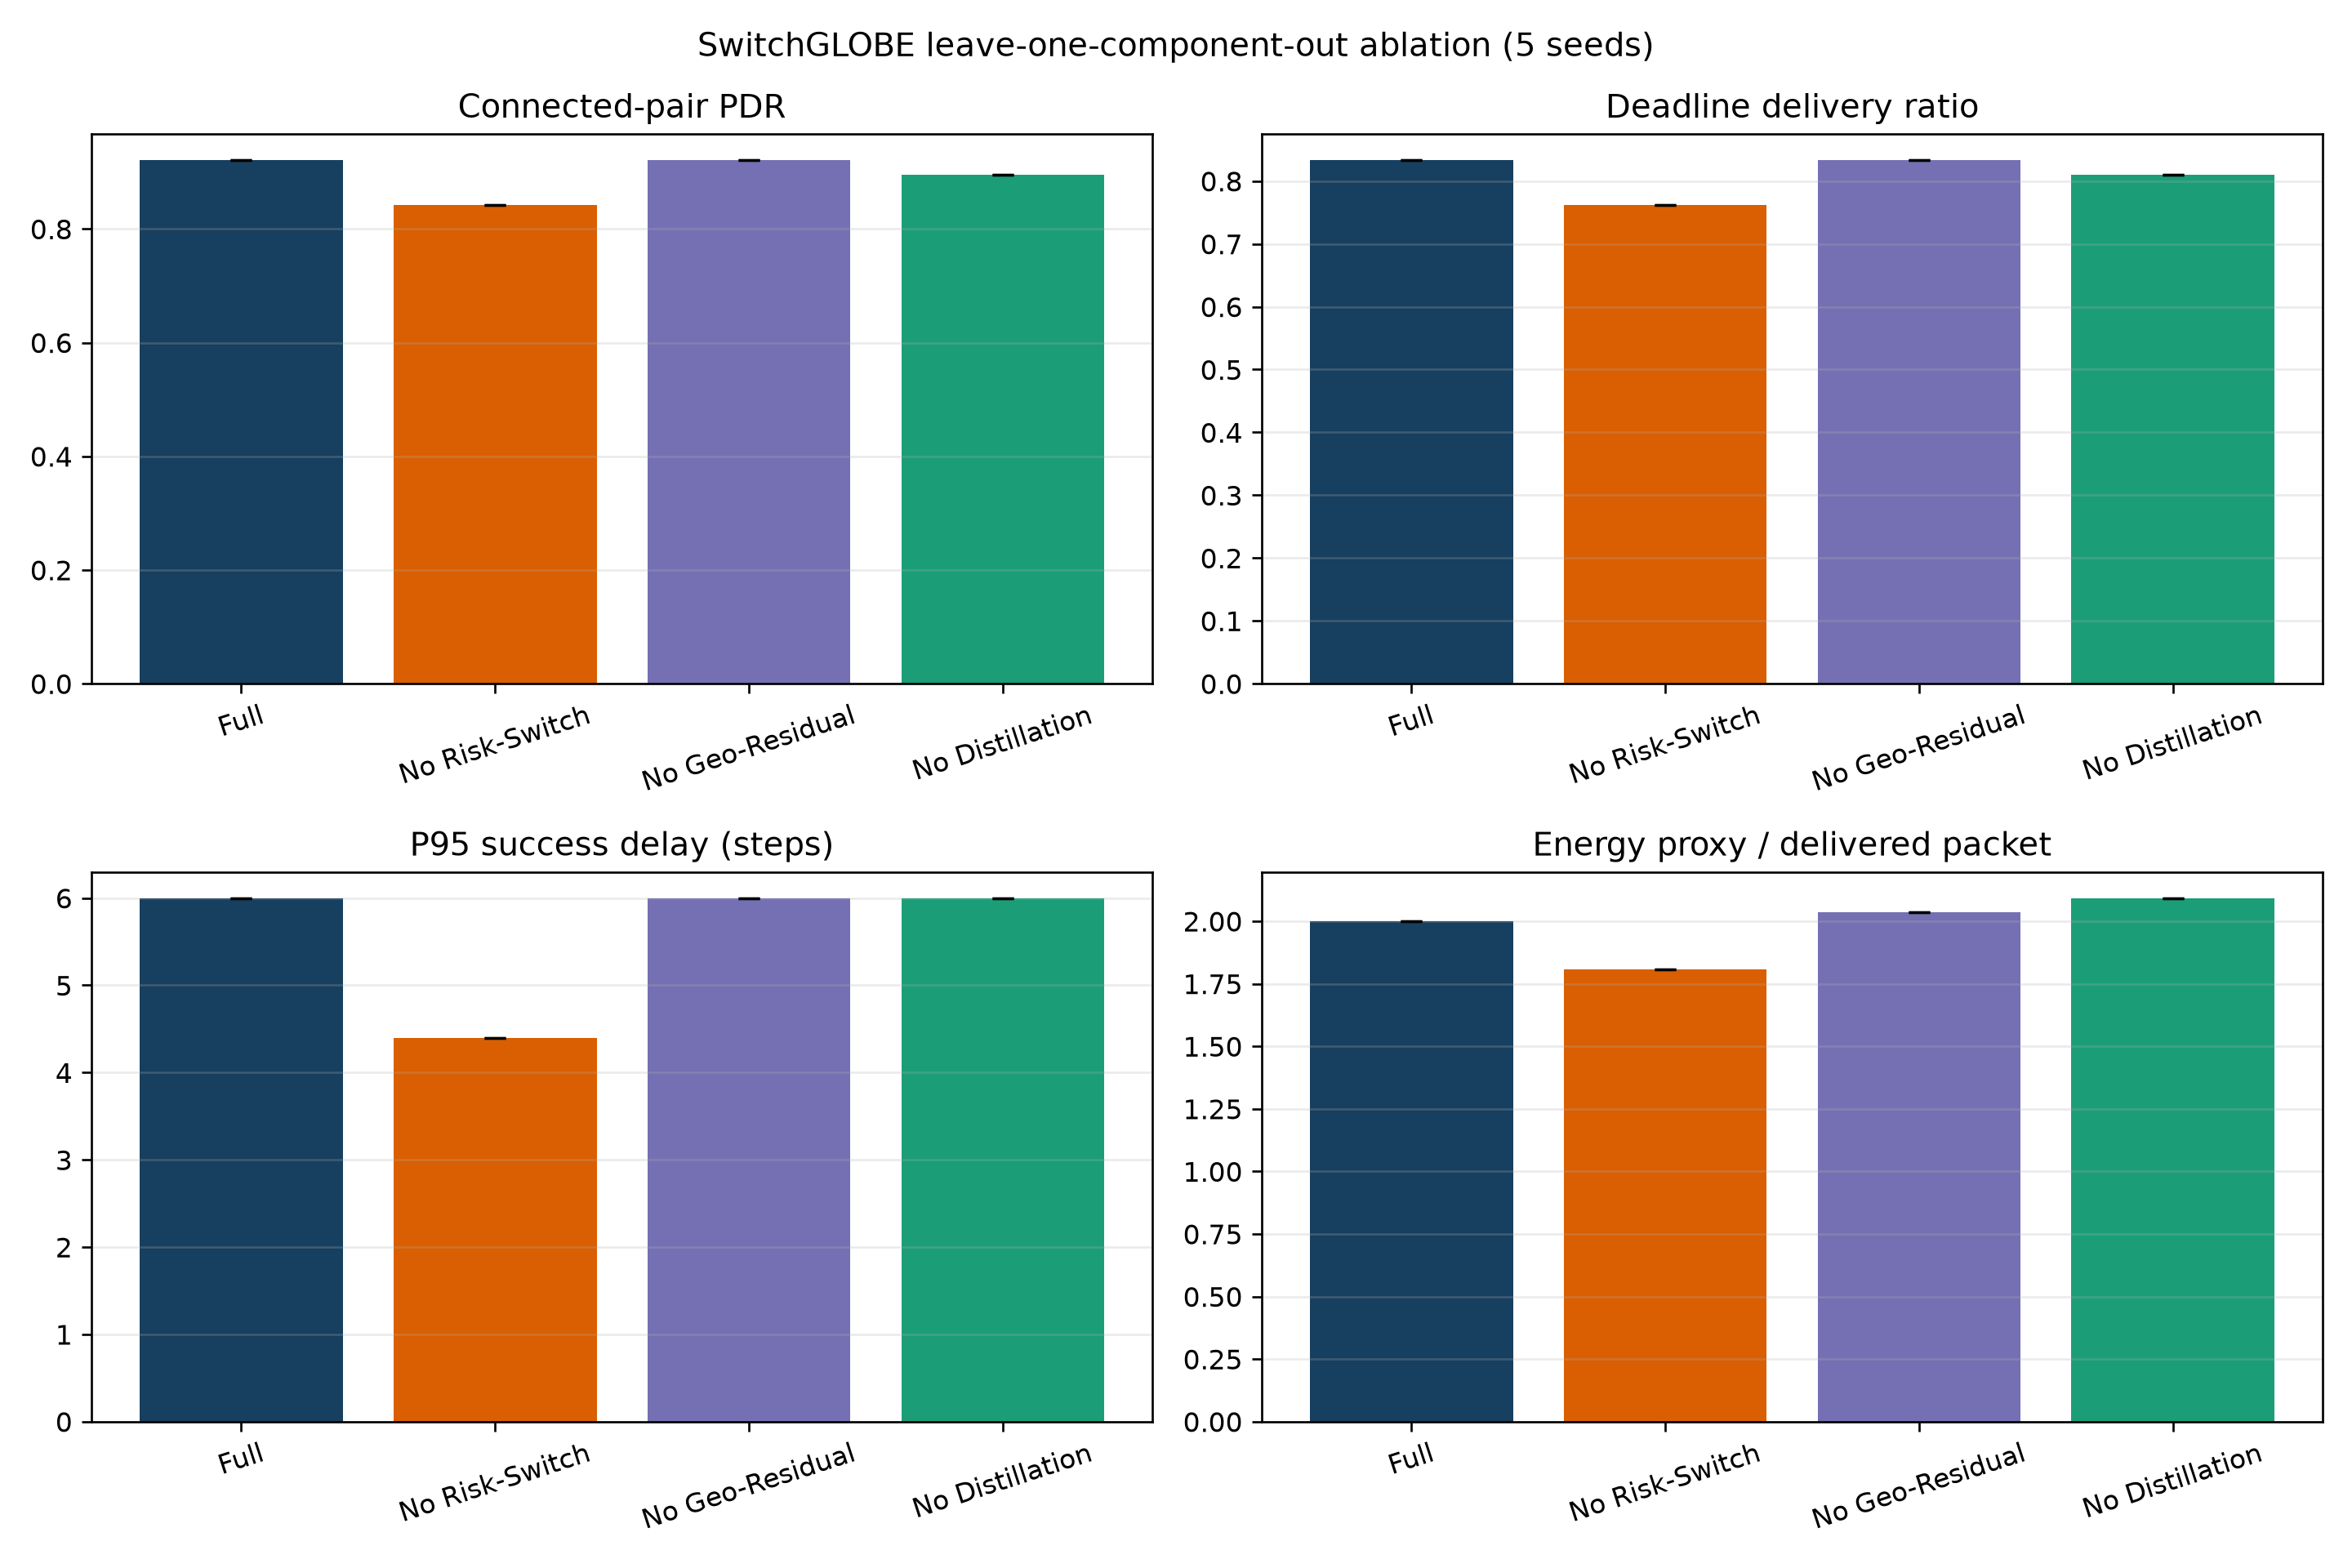 SwitchGLOBE leave-one-component-out ablation (5 seeds)
Connected-pair PDR
0.8
0.6
0.4
0.2
0.0
Full
No Risk-Switch
No Geo-Residual
No Distillation
Deadline delivery ratio
0.8
0.7
0.6
0.5
0.4
0.3
0.2
0.1
0.0
Full
No Risk-Switch
No Geo-Residual
No Distillation
P95 success delay (steps)
6
5
4
3
2
1
0
Full
No Risk-Switch
No Geo-Residual
No Distillation
Energy proxy / delivered packet
2.00
1.75
1.50
1.25
1.00
0.75
0.50
0.25
0.00
Full
No Risk-Switch
No Geo-Residual
No Distillation